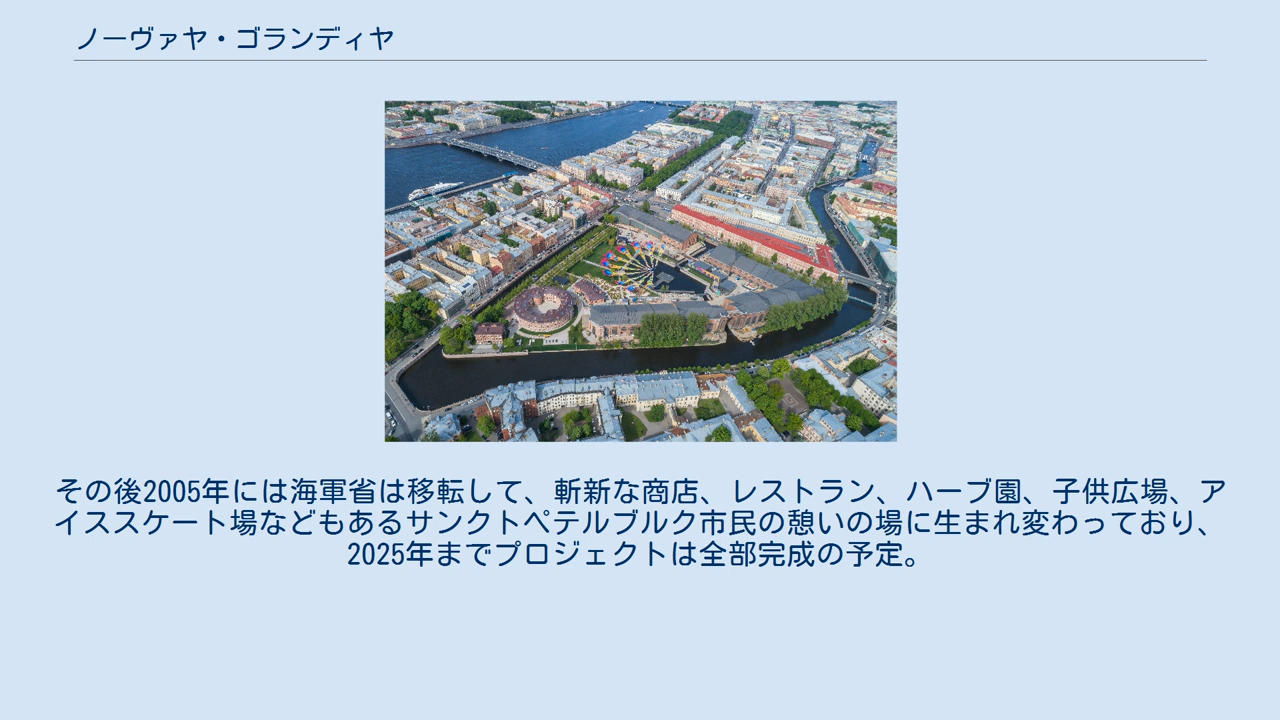 ノーヴァヤ・ゴランディヤ
その後2005年には海軍省は移転して、斬新な商店、レストラン、ハーブ園、子供広場、ア
イススケート場などもあるサンクトペテルブルク市民の憩いの場に生まれ変わっており、
2025年までプロジェクトは全部完成の予定。